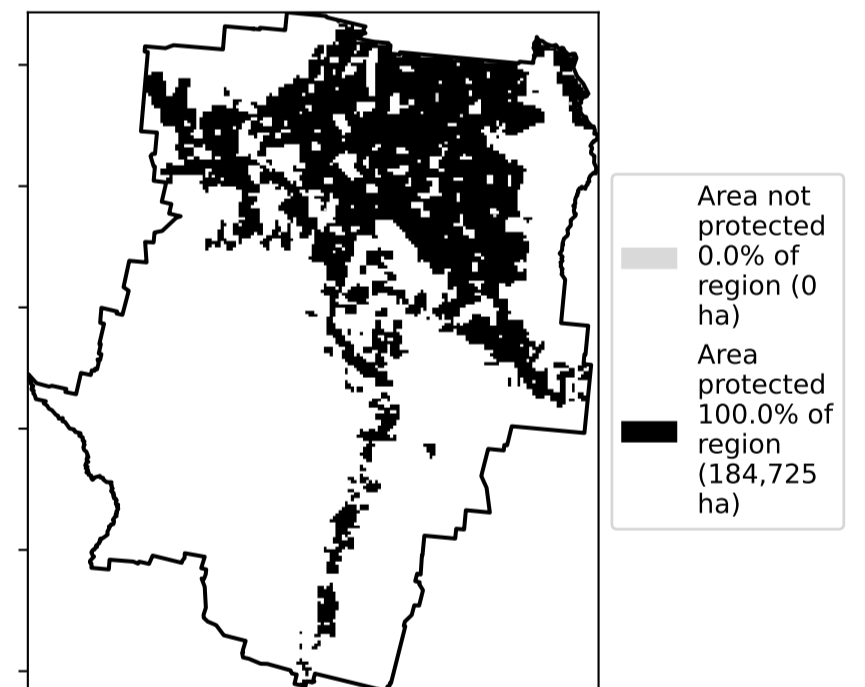 Area not
protected
0.0% of
region (0
ha)
Area
protected
100.0% of
region
(184,725
ha)